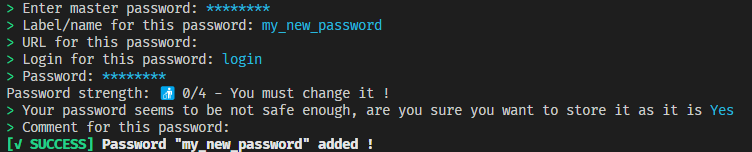 > Enter master password: ********
> Label/name for this password: my_new_password
> URL for this password:
> Login for this password: login
> Password: ********
Password strength: 🚮 0/4 - You must change it !
> Your password seems to be not safe enough, are you sure you want to store it as it is Yes
> Comment for this password:
[√ SUCCESS] Password "my_new_password" added !